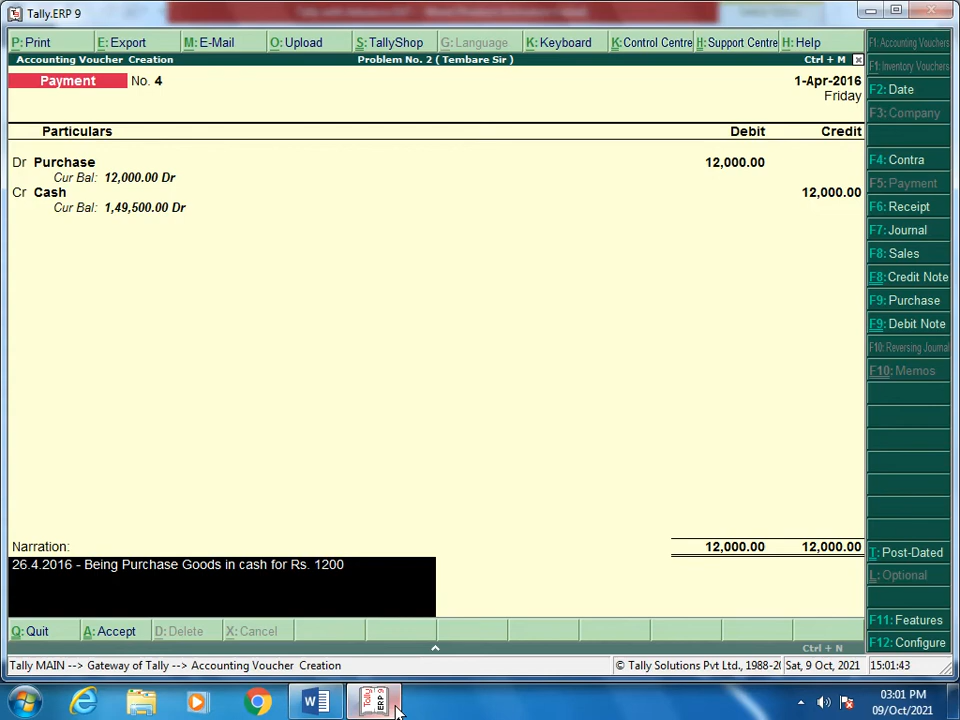 Tally.ERP 9
P: Print E: Export M: E-Mail O: Upload S: TallyShop G: Language K: Keyboard K: Control Centre H: Support Centre H: Help
Accounting Voucher Creation Problem No. 2 ( Tembare Sir ) Ctrl + M
Payment No. 4 1-Apr-2016
Friday
Particulars Debit Credit
Dr Purchase 12,000.00
Cur Bal: 12,000.00 Dr
Cr Cash 12,000.00
Cur Bal: 1,49,500.00 Dr
Narration: 12,000.00 12,000.00
26.4.2016 - Being Purchase Goods in cash for Rs. 1200
F1: Accounting Vouchers
F1: Inventory Vouchers
F2: Date
F3: Company
F4: Contra
F5: Payment
F6: Receipt
F7: Journal
F8: Sales
F8: Credit Note
F9: Purchase
F9: Debit Note
F10: Reversing Journal
F10: Memos
T: Post-Dated
L: Optional
F11: Features
F12: Configure
Q: Quit A: Accept D: Delete X: Cancel
Ctrl + N
Tally MAIN --> Gateway of Tally --> Accounting Voucher Creation © Tally Solutions Pvt Ltd., 1988-20 Sat, 9 Oct, 2021 15:01:43
Tally ERP 9
03:01 PM
09/Oct/2021